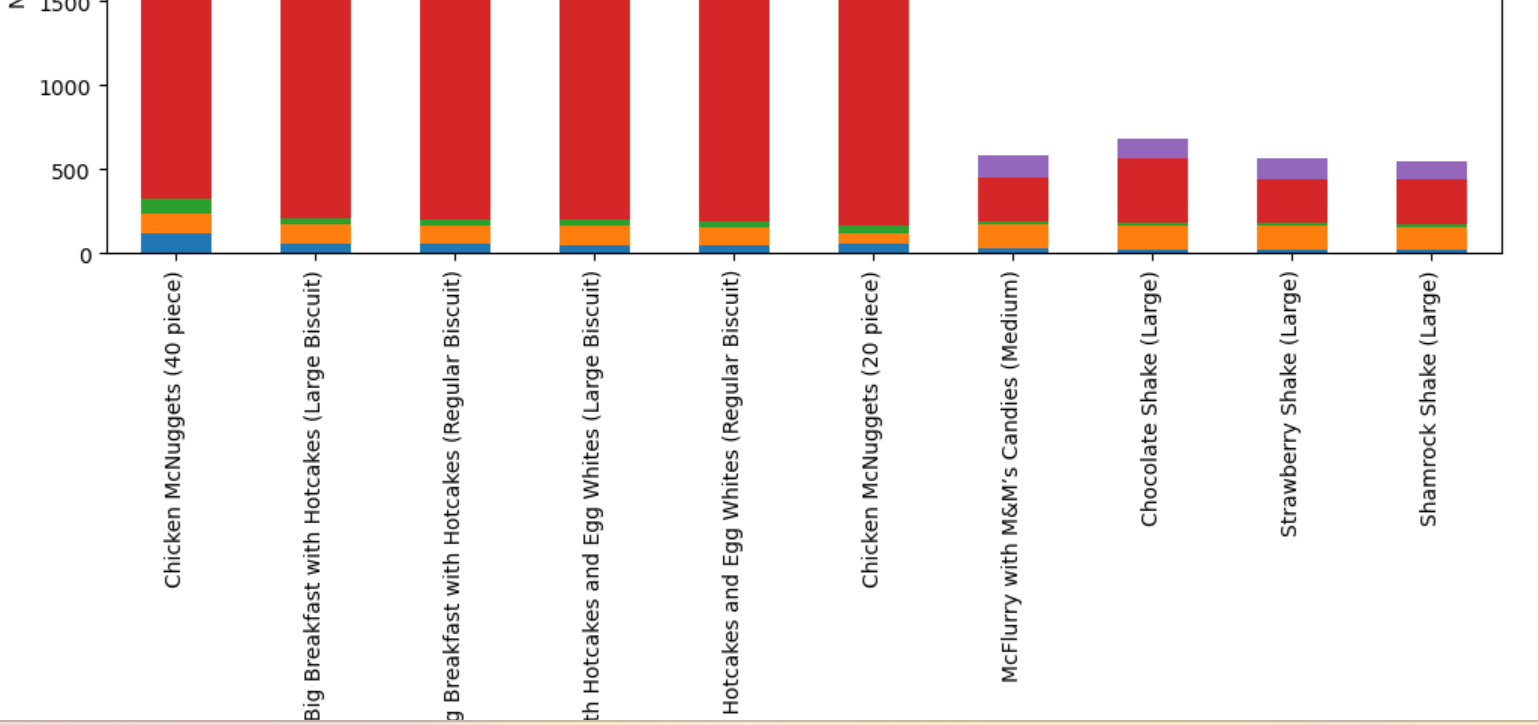 1500
1000
500
0
Chicken McNuggets (40 piece)
Big Breakfast with Hotcakes (Large Biscuit)
Breakfast with Hotcakes (Regular Biscuit)
Hotcakes and Egg Whites (Large Biscuit)
Hotcakes and Egg Whites (Regular Biscuit)
Chicken McNuggets (20 piece)
McFlurry with M&M’s Candies (Medium)
Chocolate Shake (Large)
Strawberry Shake (Large)
Shamrock Shake (Large)